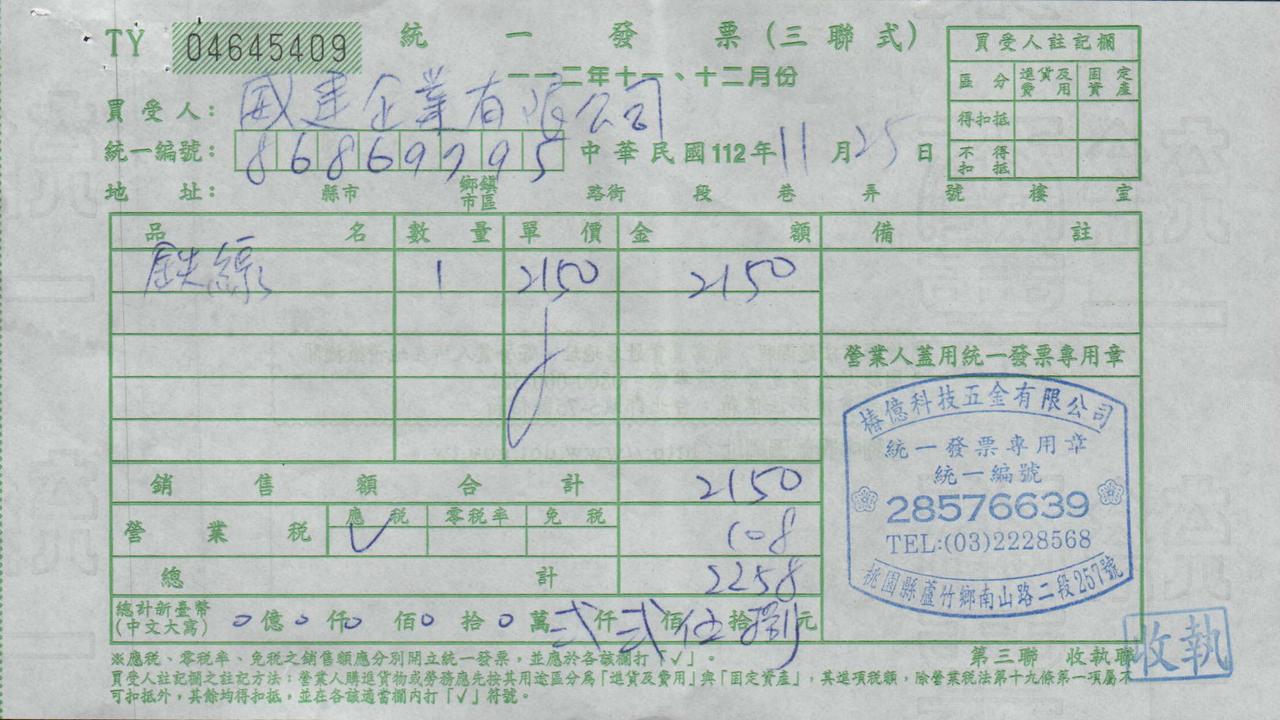 TY 04645409 統一發票(三聯式)
一一二年十一、十二月份
買受人註記欄
區分 進貨及費用 固定資產
得扣抵
不得扣抵
買受人: 威建企業有限公司
統一編號: 86869795 中華民國112年11月25日
地址: 縣市 鄉鎮市區 路街 段 巷 弄 號 樓 室
品名 數量 單價 金額 備註
鉄線 1 2150 2150
營業人蓋用統一發票專用章
椿億科技五金有限公司
統一發票專用章
統一編號
28576639
TEL:(03)2228568
桃園縣蘆竹鄉南山路二段257號
銷售額合計 2150
營業稅 應稅 V 零稅率 免稅 108
總計 2258
總計新臺幣(中文大寫) 0億0仟0佰0拾0萬貳仟貳佰伍拾捌元
※應稅、零稅率、免稅之銷售額應分別開立統一發票，並應於各該欄打「✓」。
第三聯 收執聯
收執
買受人註記欄之註記方法：營業人購進貨物或勞務應先按其用途區分為「進貨及費用」與「固定資產」，其進項稅額，除營業稅法第十九條第一項屬不
可扣抵外，其餘均得扣抵，並在各該適當欄內打「✓」符號。